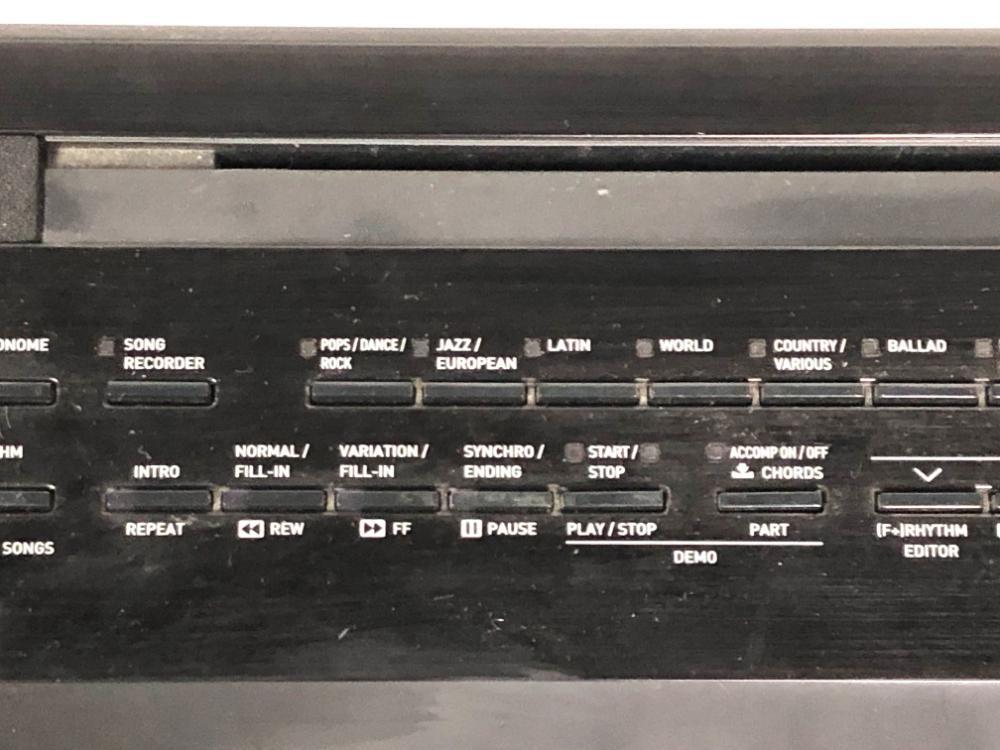 SONG
RECORDER
POPS / DANCE /
ROCK
JAZZ /
EUROPEAN
LATIN
WORLD
COUNTRY /
VARIOUS
BALLAD
INTRO
NORMAL /
FILL-IN
VARIATION /
FILL-IN
SYNCHRO /
ENDING
START /
STOP
ACCOMP ON / OFF
CHORDS
REPEAT
REW
FF
PAUSE
PLAY / STOP
PART
(F+)RHYTHM
EDITOR
SONGS
DEMO